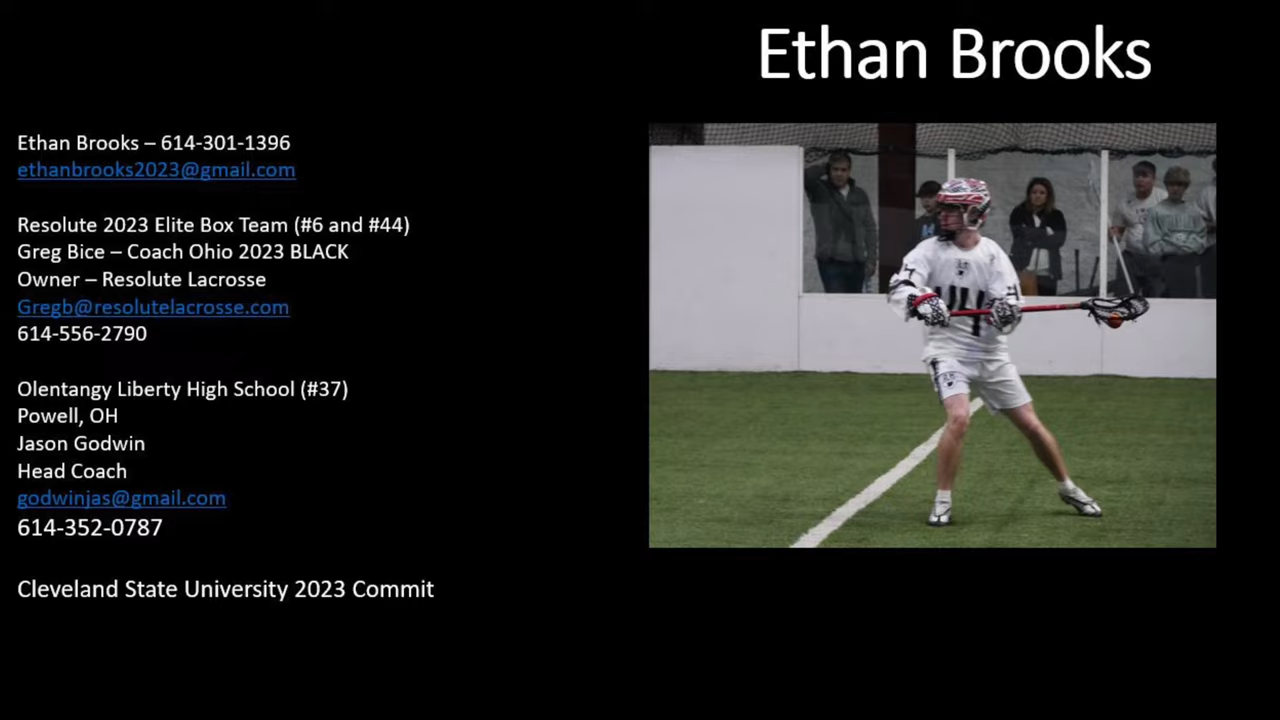 Ethan Brooks
Ethan Brooks – 614-301-1396
ethanbrooks2023@gmail.com
Resolute 2023 Elite Box Team (#6 and #44)
Greg Bice – Coach Ohio 2023 BLACK
Owner – Resolute Lacrosse
Gregb@resolutelacrosse.com
614-556-2790
Olentangy Liberty High School (#37)
Powell, OH
Jason Godwin
Head Coach
godwinjas@gmail.com
614-352-0787
Cleveland State University 2023 Commit
44